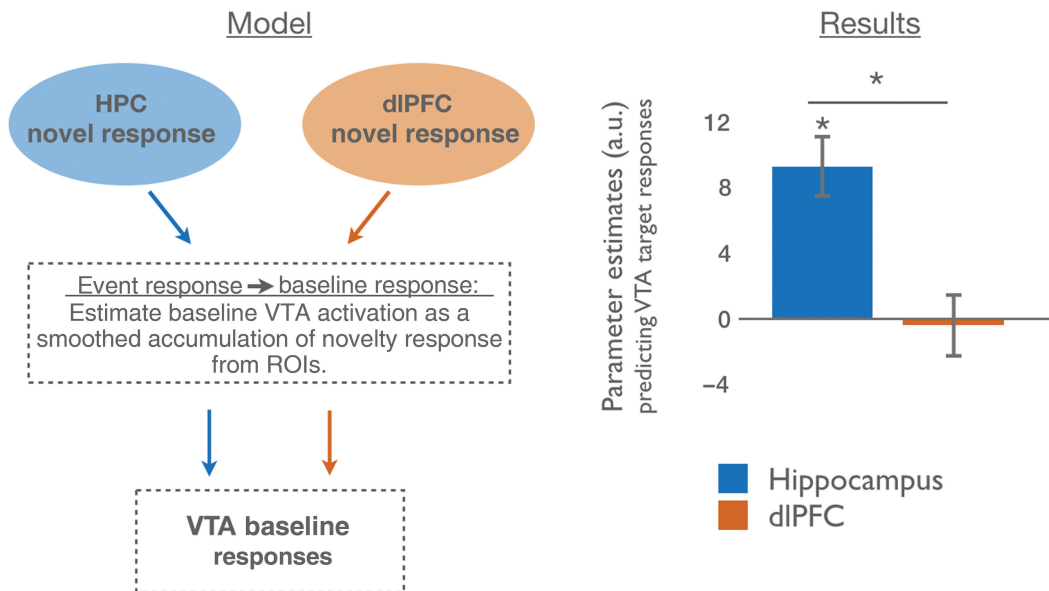 Model
HPC
novel response
dlPFC
novel response
Event response → baseline response:
Estimate baseline VTA activation as a
smoothed accumulation of novelty response
from ROIs.
VTA baseline
responses
Results
Parameter estimates (a.u.)
predicting VTA target responses
*
*
12
8
4
0
−4
Hippocampus
dlPFC